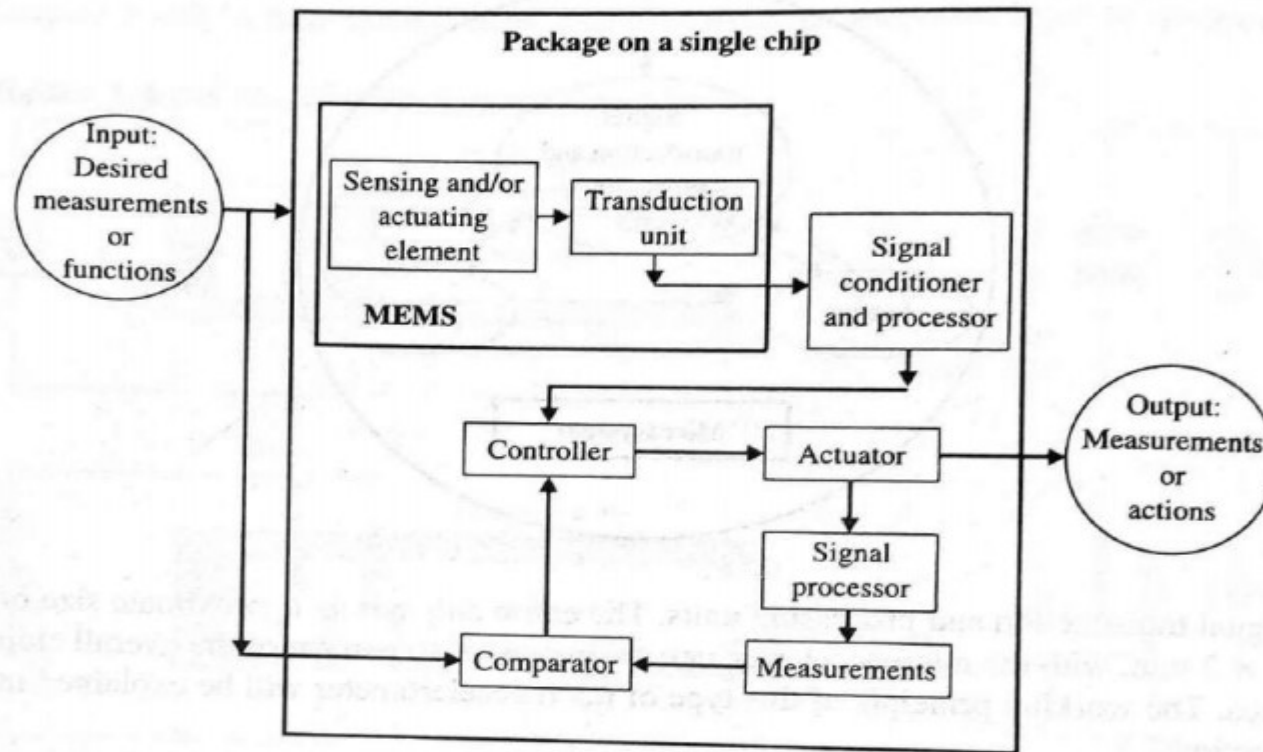 Package on a single chip
Input:
Desired
measurements
or
functions
Sensing and/or
actuating
element
Transduction
unit
MEMS
Signal
conditioner
and processor
Controller
Actuator
Output:
Measurements
or
actions
Signal
processor
Comparator
Measurements